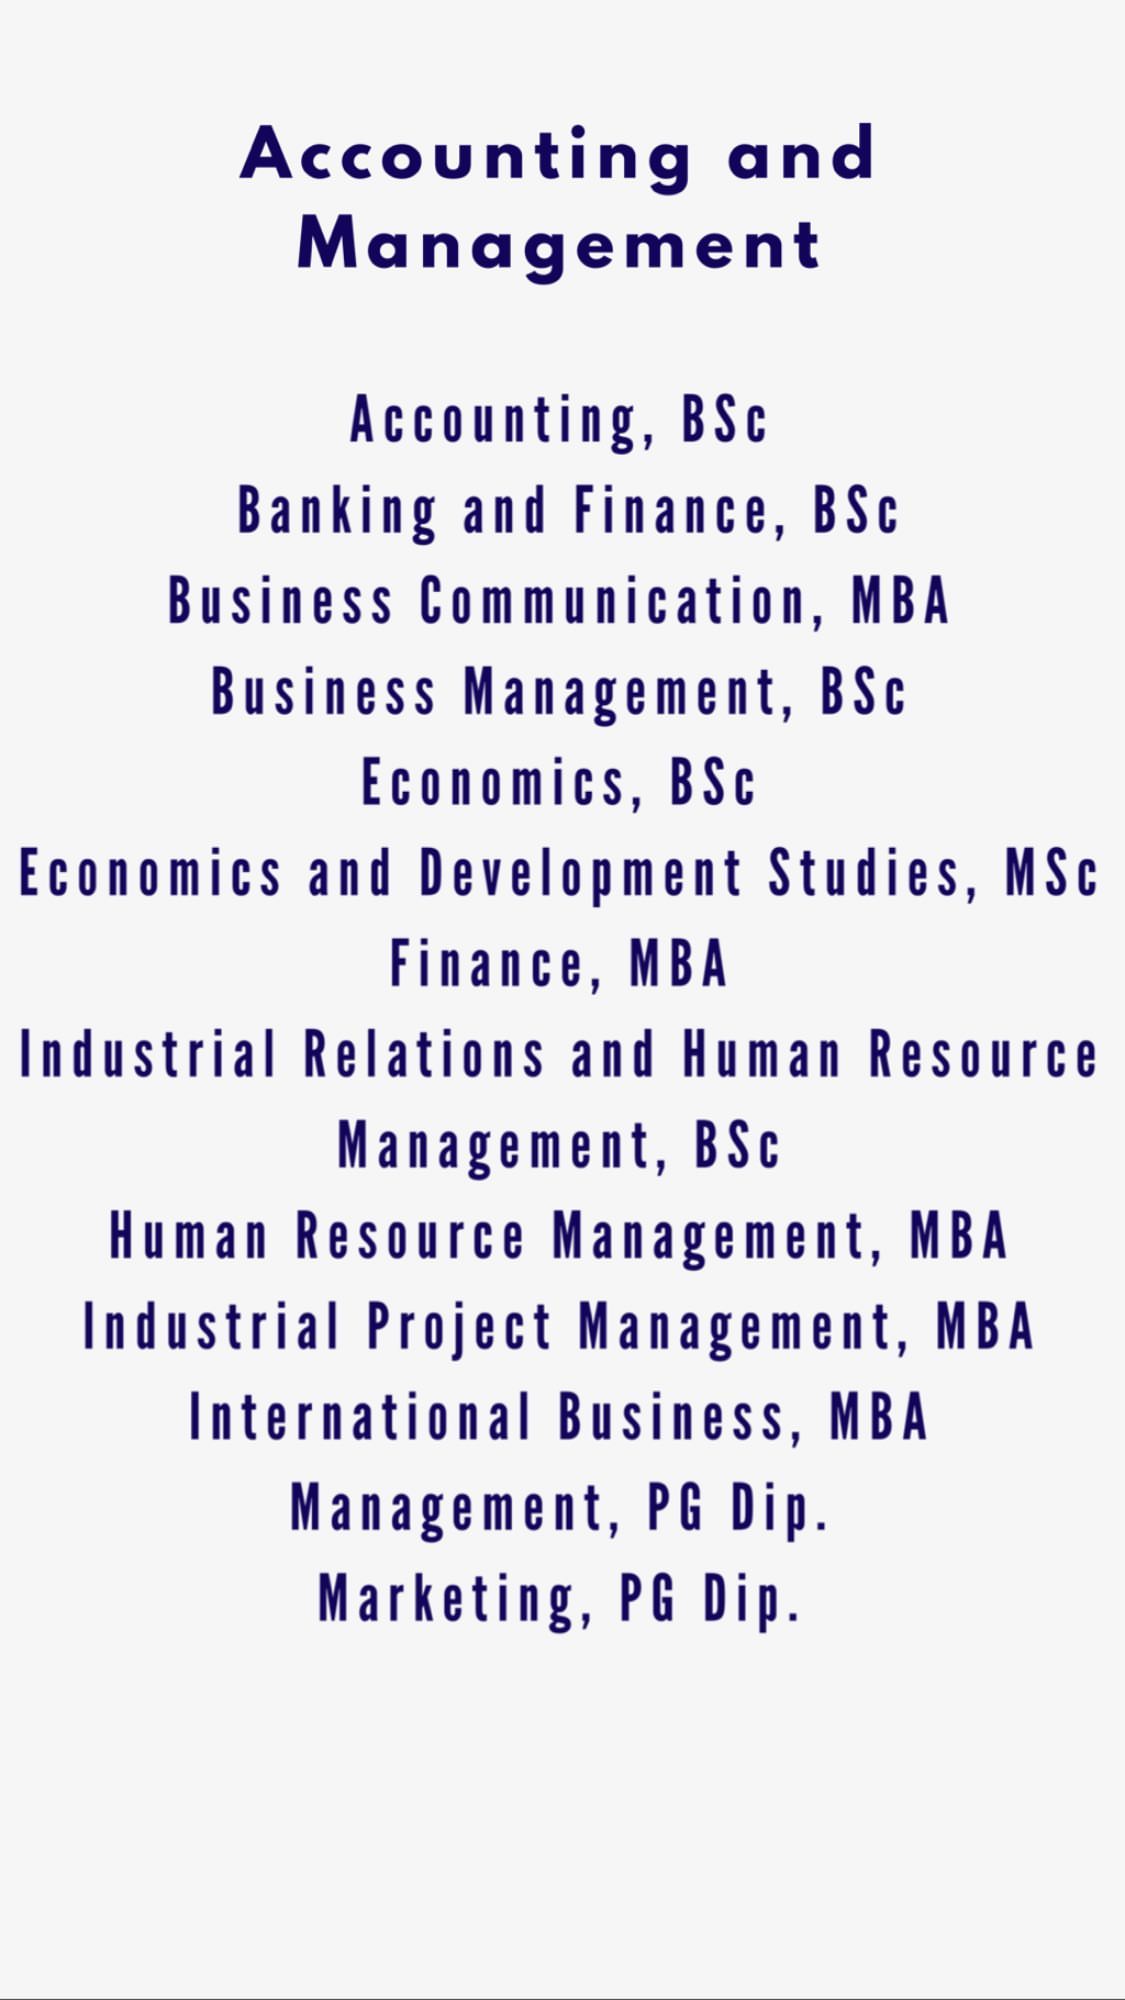 Accounting and
Management
Accounting, BSc
Banking and Finance, BSc
Business Communication, MBA
Business Management, BSc
Economics, BSc
Economics and Development Studies, MSc
Finance, MBA
Industrial Relations and Human Resource
Management, BSc
Human Resource Management, MBA
Industrial Project Management, MBA
International Business, MBA
Management, PG Dip.
Marketing, PG Dip.